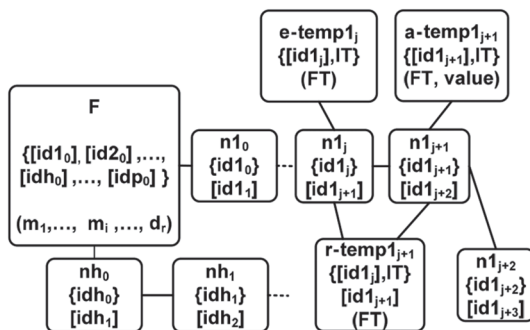 e-temp1j
{[id1j],IT}
(FT)
a-temp1j+1
{[id1j+1],IT}
(FT, value)
F
{[id10], [id20] ,...,
[idh0] ,..., [idp0] }
(m1,..., mi ,..., dr)
n10
{id10}
[id11]
n1j
{id1j}
[id1j+1]
n1j+1
{id1j+1}
[id1j+2]
nh0
{idh0}
[idh1]
nh1
{idh1}
[idh2]
r-temp1j+1
{[id1j],IT}
[id1j+1]
(FT)
n1j+2
{id1j+2}
[id1j+3]